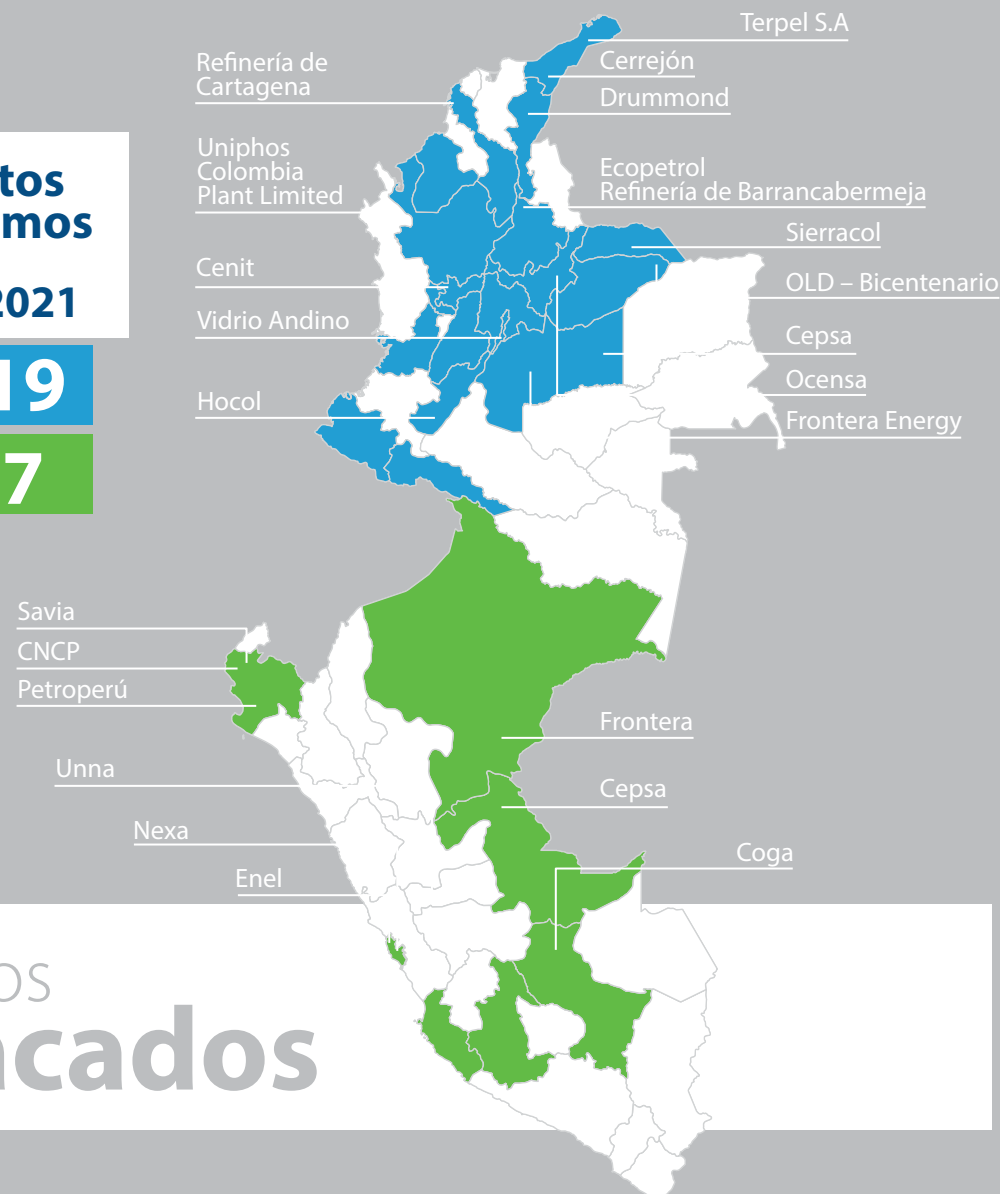 Terpel S.A
Cerrejón
Drummond
Refinería de
Cartagena
Uniphos
Colombia
Plant Limited
Ecopetrol
Refinería de Barrancabermeja
Sierracol
Cenit
OLD – Bicentenario
Vidrio Andino
Cepsa
Ocensa
Hocol
Frontera Energy
tos
mos
2021
19
7
Savia
CNCP
Petroperú
Frontera
Unna
Cepsa
Nexa
Coga
Enel
os
acados